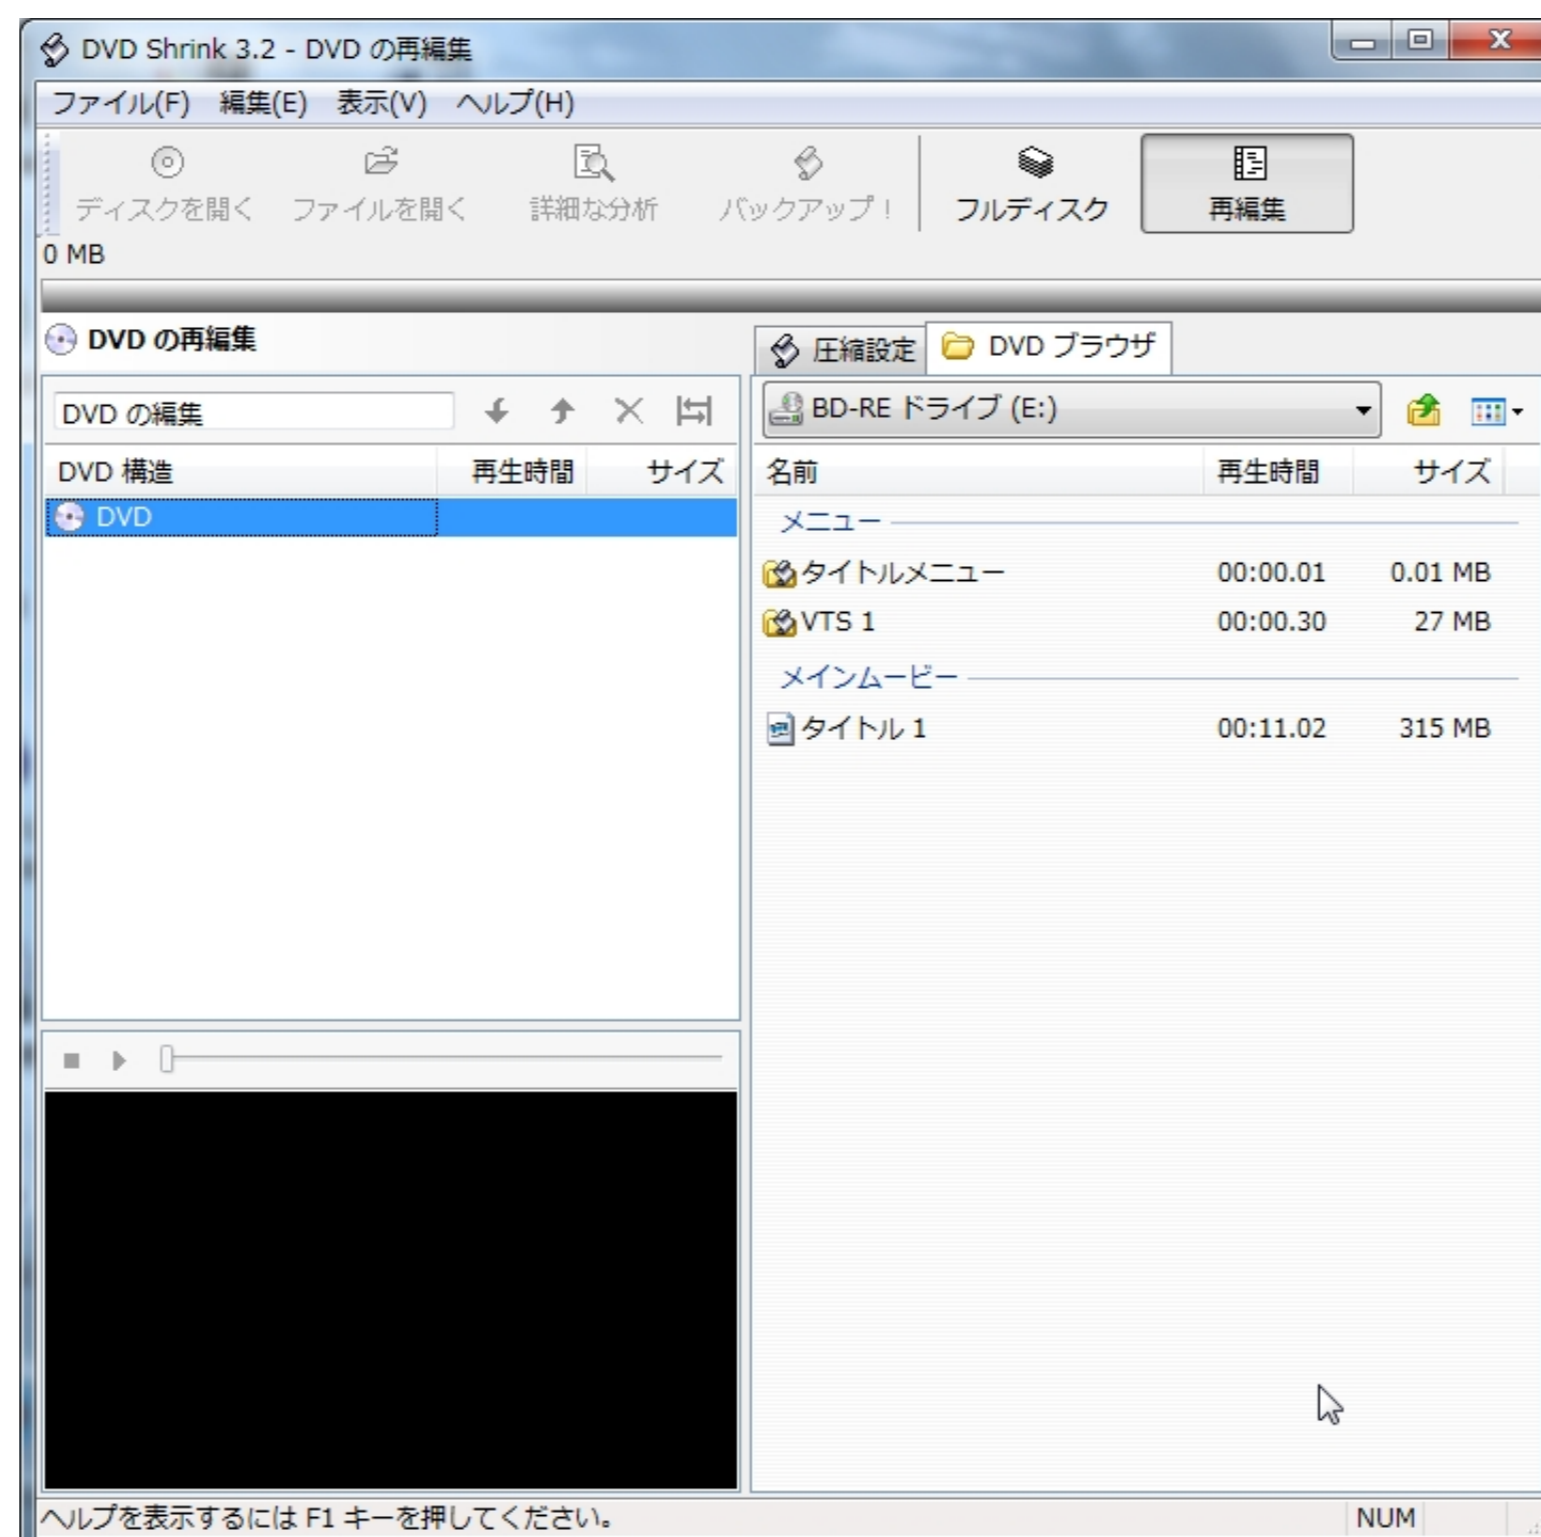 DVD Shrink 3.2 - DVD の再編集
ファイル(F) 編集(E) 表示(V) ヘルプ(H)
ディスクを開く ファイルを開く 詳細な分析 バックアップ! フルディスク 再編集
0 MB
DVD の再編集
圧縮設定 DVD ブラウザ
DVD の編集
BD-RE ドライブ (E:)
DVD 構造 再生時間 サイズ
名前 再生時間 サイズ
DVD
メニュー
タイトルメニュー 00:00.01 0.01 MB
VTS 1 00:00.30 27 MB
メインムービー
タイトル 1 00:11.02 315 MB
ヘルプを表示するには F1 キーを押してください。
NUM